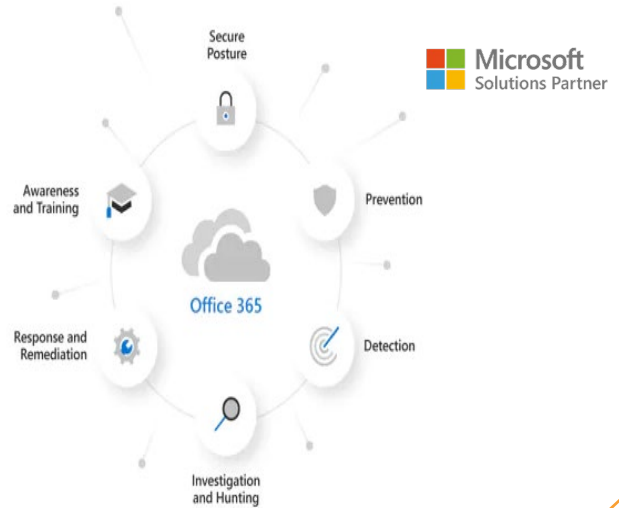 Secure
Posture
Microsoft
Solutions Partner
Awareness
and Training
Prevention
Office 365
Response and
Remediation
Detection
Investigation
and Hunting